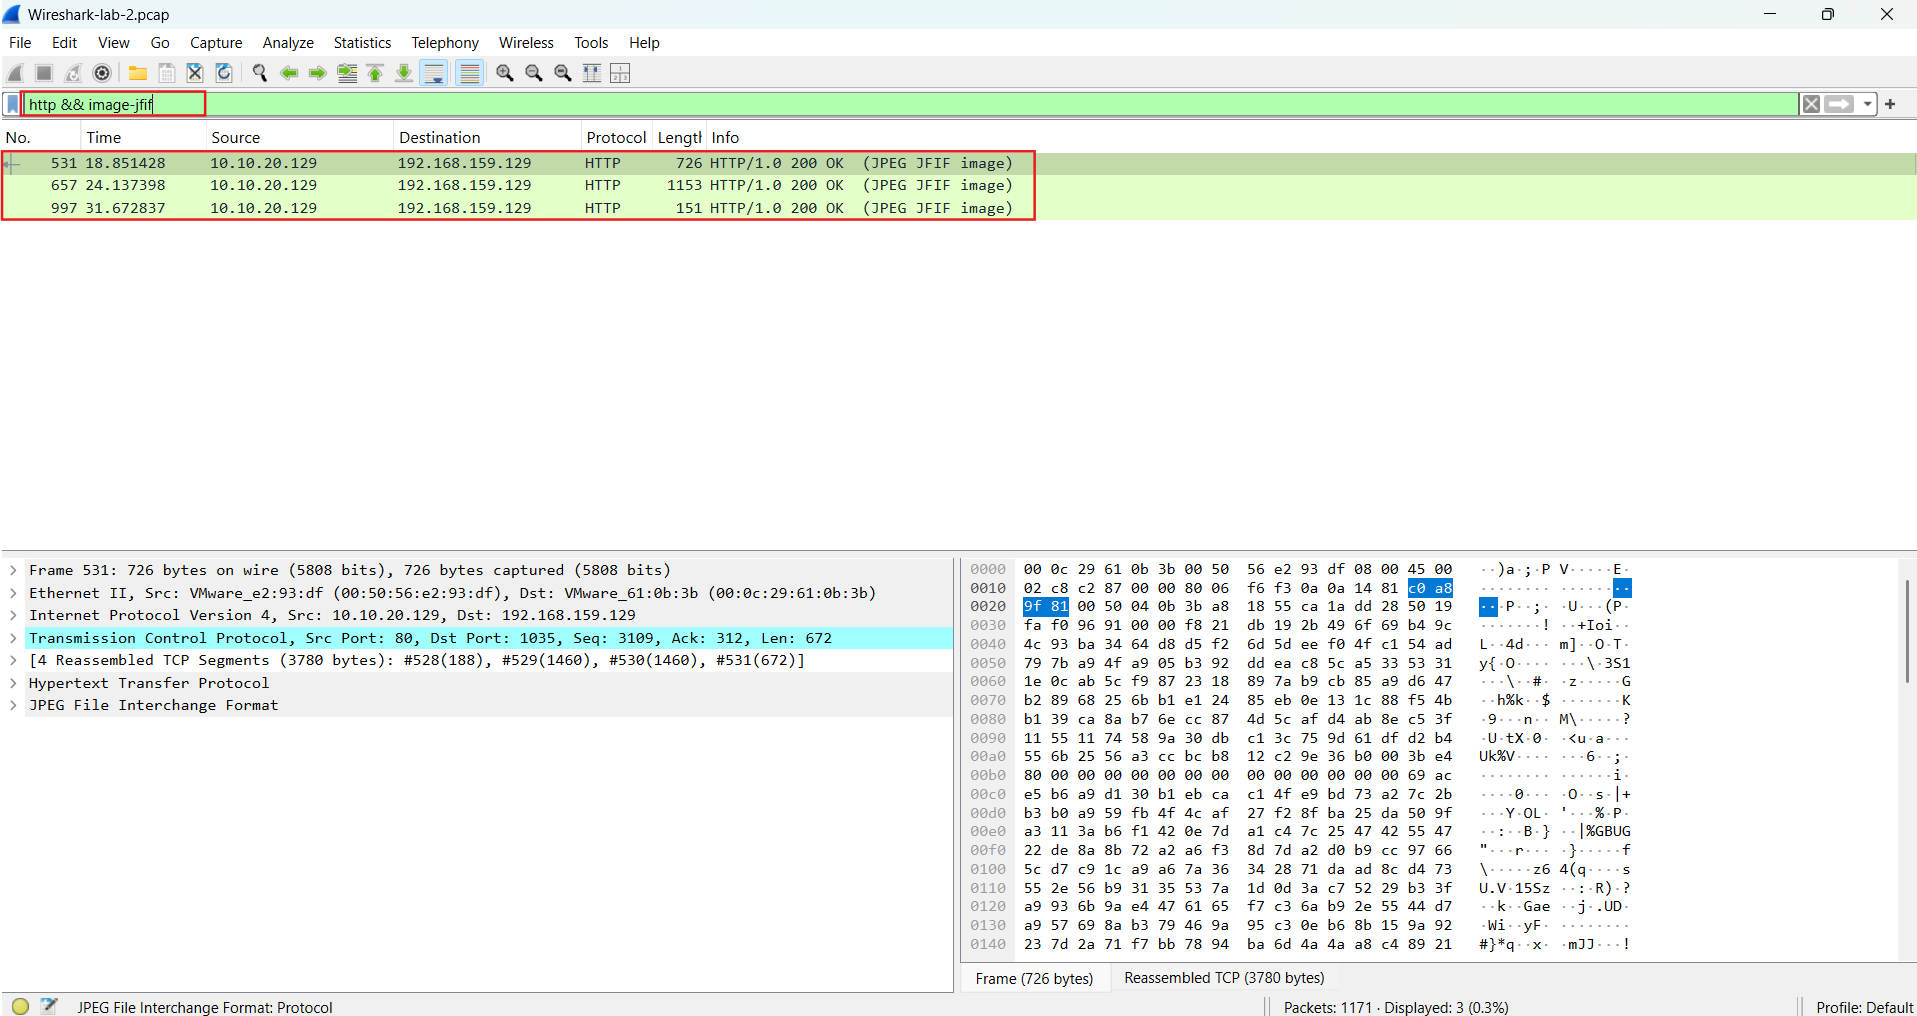 Wireshark-lab-2.pcap
File Edit View Go Capture Analyze Statistics Telephony Wireless Tools Help
http && image-jfif
No. Time Source Destination Protocol Lengtł Info
531 18.851428 10.10.20.129 192.168.159.129 HTTP 726 HTTP/1.0 200 OK (JPEG JFIF image)
657 24.137398 10.10.20.129 192.168.159.129 HTTP 1153 HTTP/1.0 200 OK (JPEG JFIF image)
997 31.672837 10.10.20.129 192.168.159.129 HTTP 151 HTTP/1.0 200 OK (JPEG JFIF image)
Frame 531: 726 bytes on wire (5808 bits), 726 bytes captured (5808 bits)
Ethernet II, Src: VMware_e2:93:df (00:50:56:e2:93:df), Dst: VMware_61:0b:3b (00:0c:29:61:0b:3b)
Internet Protocol Version 4, Src: 10.10.20.129, Dst: 192.168.159.129
Transmission Control Protocol, Src Port: 80, Dst Port: 1035, Seq: 3109, Ack: 312, Len: 672
[4 Reassembled TCP Segments (3780 bytes): #528(188), #529(1460), #530(1460), #531(672)]
Hypertext Transfer Protocol
JPEG File Interchange Format
0000 00 0c 29 61 0b 3b 00 50 56 e2 93 df 08 00 45 00 ··)a·;·P V·····E·
0010 02 c8 c2 87 00 00 80 06 f6 f3 0a 0a 14 81 c0 a8 ········ ········
0020 9f 81 00 50 04 0b 3b a8 18 55 ca 1a dd 28 50 19 ···P··;· ·U···(P·
0030 fa f0 96 91 00 00 f8 21 db 19 2b 49 6f 69 b4 9c ·······! ··+Ioi··
0040 4c 93 ba 34 64 d8 d5 f2 6d 5d ee f0 4f c1 54 ad L··4d··· m]··O·T·
0050 79 7b a9 4f a9 05 b3 92 dd ea c8 5c a5 33 53 31 y{·O···· ···\·3S1
0060 1e 0c ab 5c f9 87 23 18 89 7a b9 cb 85 a9 d6 47 ···\··#· ·z·····G
0070 b2 89 68 25 6b b1 e1 24 85 eb 0e 13 1c 88 f5 4b ··h%k··$ ·······K
0080 b1 39 ca 8a b7 6e cc 87 4d 5c af d4 ab 8e c5 3f ·9···n·· M\·····?
0090 11 55 11 74 58 9a 30 db c1 3c 75 9d 61 df d2 b4 ·U·tX·0· ·<u·a···
00a0 55 6b 25 56 a3 cc bc b8 12 c2 9e 36 b0 00 3b e4 Uk%V···· ···6··;·
00b0 80 00 00 00 00 00 00 00 00 00 00 00 00 00 69 ac ········ ······i·
00c0 e5 b6 a9 d1 30 b1 eb ca c1 4f e9 bd 73 a2 7c 2b ····0··· ·O··s·|+
00d0 b3 b0 a9 59 fb 4f 4c af 27 f2 8f ba 25 da 50 9f ···Y·OL· '···%·P·
00e0 a3 11 3a b6 f1 42 0e 7d a1 c4 7c 25 47 42 55 47 ··:··B·} ··|%GBUG
00f0 22 de 8a 8b 72 a2 a6 f3 8d 7d a2 d0 b9 cc 97 66 "···r··· ·}·····f
0100 5c d7 c9 1c a9 a6 7a 36 34 28 71 da ad 8c d4 73 \·····z6 4(q····s
0110 55 2e 56 b9 31 35 53 7a 1d 0d 3a c7 52 29 b3 3f U.V·15Sz ··:·R)·?
0120 a9 93 6b 9a e4 47 61 65 f7 c3 6a b9 2e 55 44 d7 ··k··Gae ··j·.UD·
0130 a9 57 69 8a b3 79 46 9a 95 c3 0e b6 8b 15 9a 92 ·Wi··yF· ········
0140 23 7d 2a 71 f7 bb 78 94 ba 6d 4a 4a a8 c4 89 21 #}*q··x· ·mJJ···!
Frame (726 bytes) Reassembled TCP (3780 bytes)
JPEG File Interchange Format: Protocol Packets: 1171 · Displayed: 3 (0.3%) Profile: Default